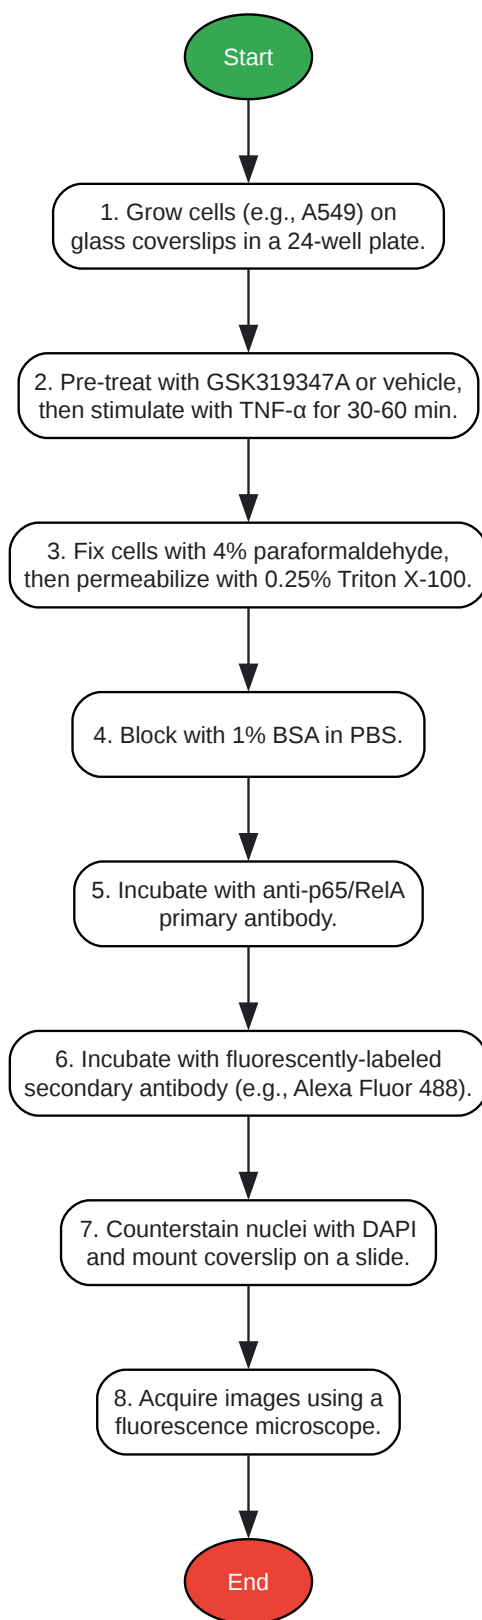 Start
1. Grow cells (e.g., A549) on
glass coverslips in a 24-well plate.
2. Pre-treat with GSK319347A or vehicle,
then stimulate with TNF-α for 30-60 min.
3. Fix cells with 4% paraformaldehyde,
then permeabilize with 0.25% Triton X-100.
4. Block with 1% BSA in PBS.
5. Incubate with anti-p65/RelA
primary antibody.
6. Incubate with fluorescently-labeled
secondary antibody (e.g., Alexa Fluor 488).
7. Counterstain nuclei with DAPI
and mount coverslip on a slide.
8. Acquire images using a
fluorescence microscope.
End